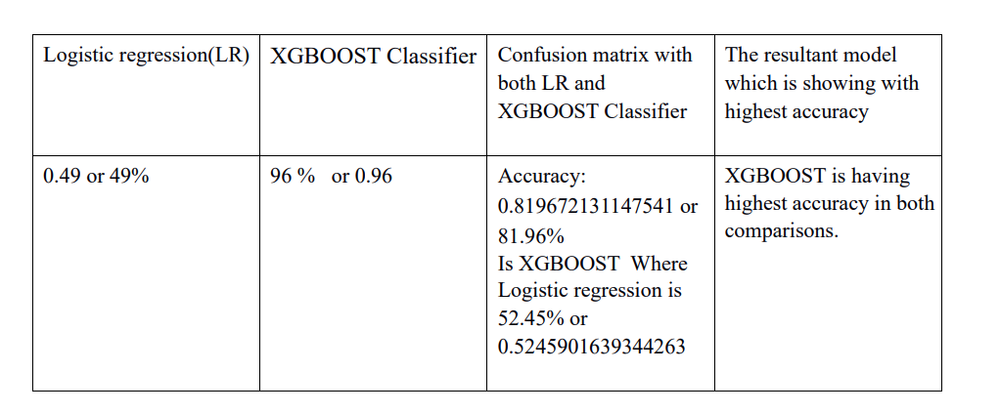 Logistic regression(LR)
XGBOOST Classifier
Confusion matrix with
both LR and
XGBOOST Classifier
The resultant model
which is showing with
highest accuracy
0.49 or 49%
96 % or 0.96
Accuracy:
0.819672131147541 or
81.96%
Is XGBOOST Where
Logistic regression is
52.45% or
0.5245901639344263
XGBOOST is having
highest accuracy in both
comparisons.